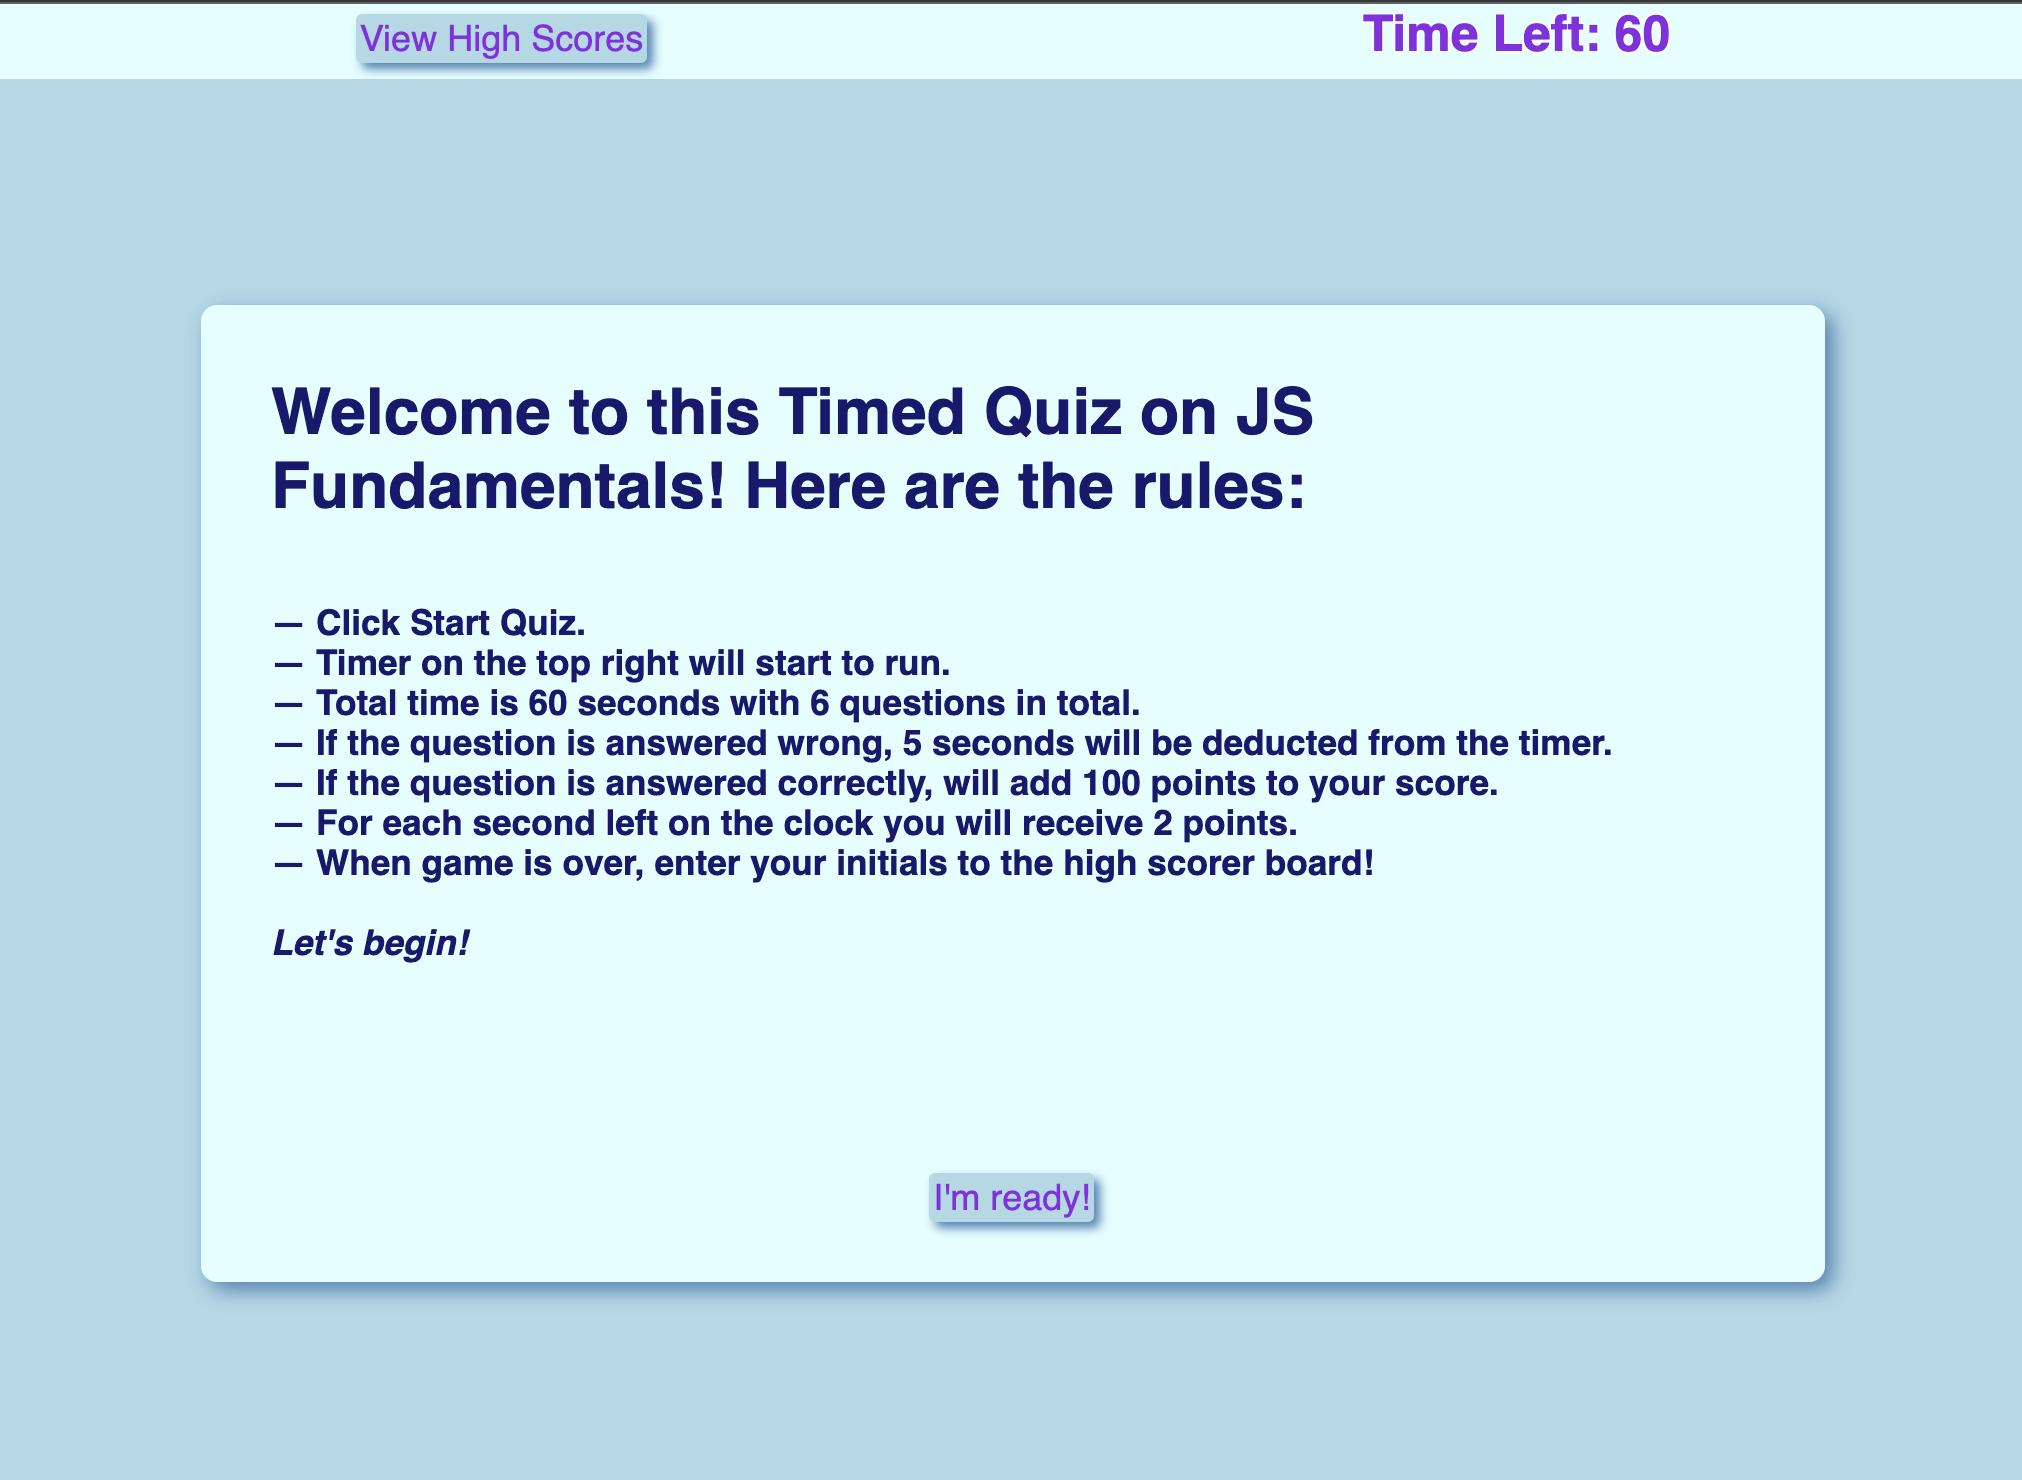 View High Scores
Time Left: 60
Welcome to this Timed Quiz on JS
Fundamentals! Here are the rules:
— Click Start Quiz.
— Timer on the top right will start to run.
— Total time is 60 seconds with 6 questions in total.
— If the question is answered wrong, 5 seconds will be deducted from the timer.
— If the question is answered correctly, will add 100 points to your score.
— For each second left on the clock you will receive 2 points.
— When game is over, enter your initials to the high scorer board!
Let's begin!
I'm ready!